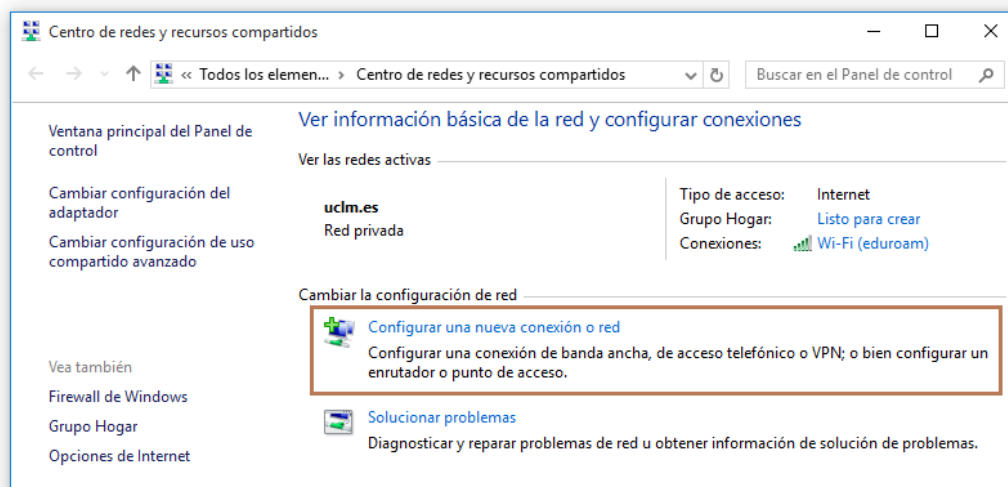 Centro de redes y recursos compartidos
« Todos los elemen... › Centro de redes y recursos compartidos
Buscar en el Panel de control
Ventana principal del Panel de
control
Cambiar configuración del
adaptador
Cambiar configuración de uso
compartido avanzado
Vea también
Firewall de Windows
Grupo Hogar
Opciones de Internet
Ver información básica de la red y configurar conexiones
Ver las redes activas
uclm.es
Red privada
Tipo de acceso: Internet
Grupo Hogar: Listo para crear
Conexiones: Wi-Fi (eduroam)
Cambiar la configuración de red
Configurar una nueva conexión o red
Configurar una conexión de banda ancha, de acceso telefónico o VPN; o bien configurar un
enrutador o punto de acceso.
Solucionar problemas
Diagnosticar y reparar problemas de red u obtener información de solución de problemas.